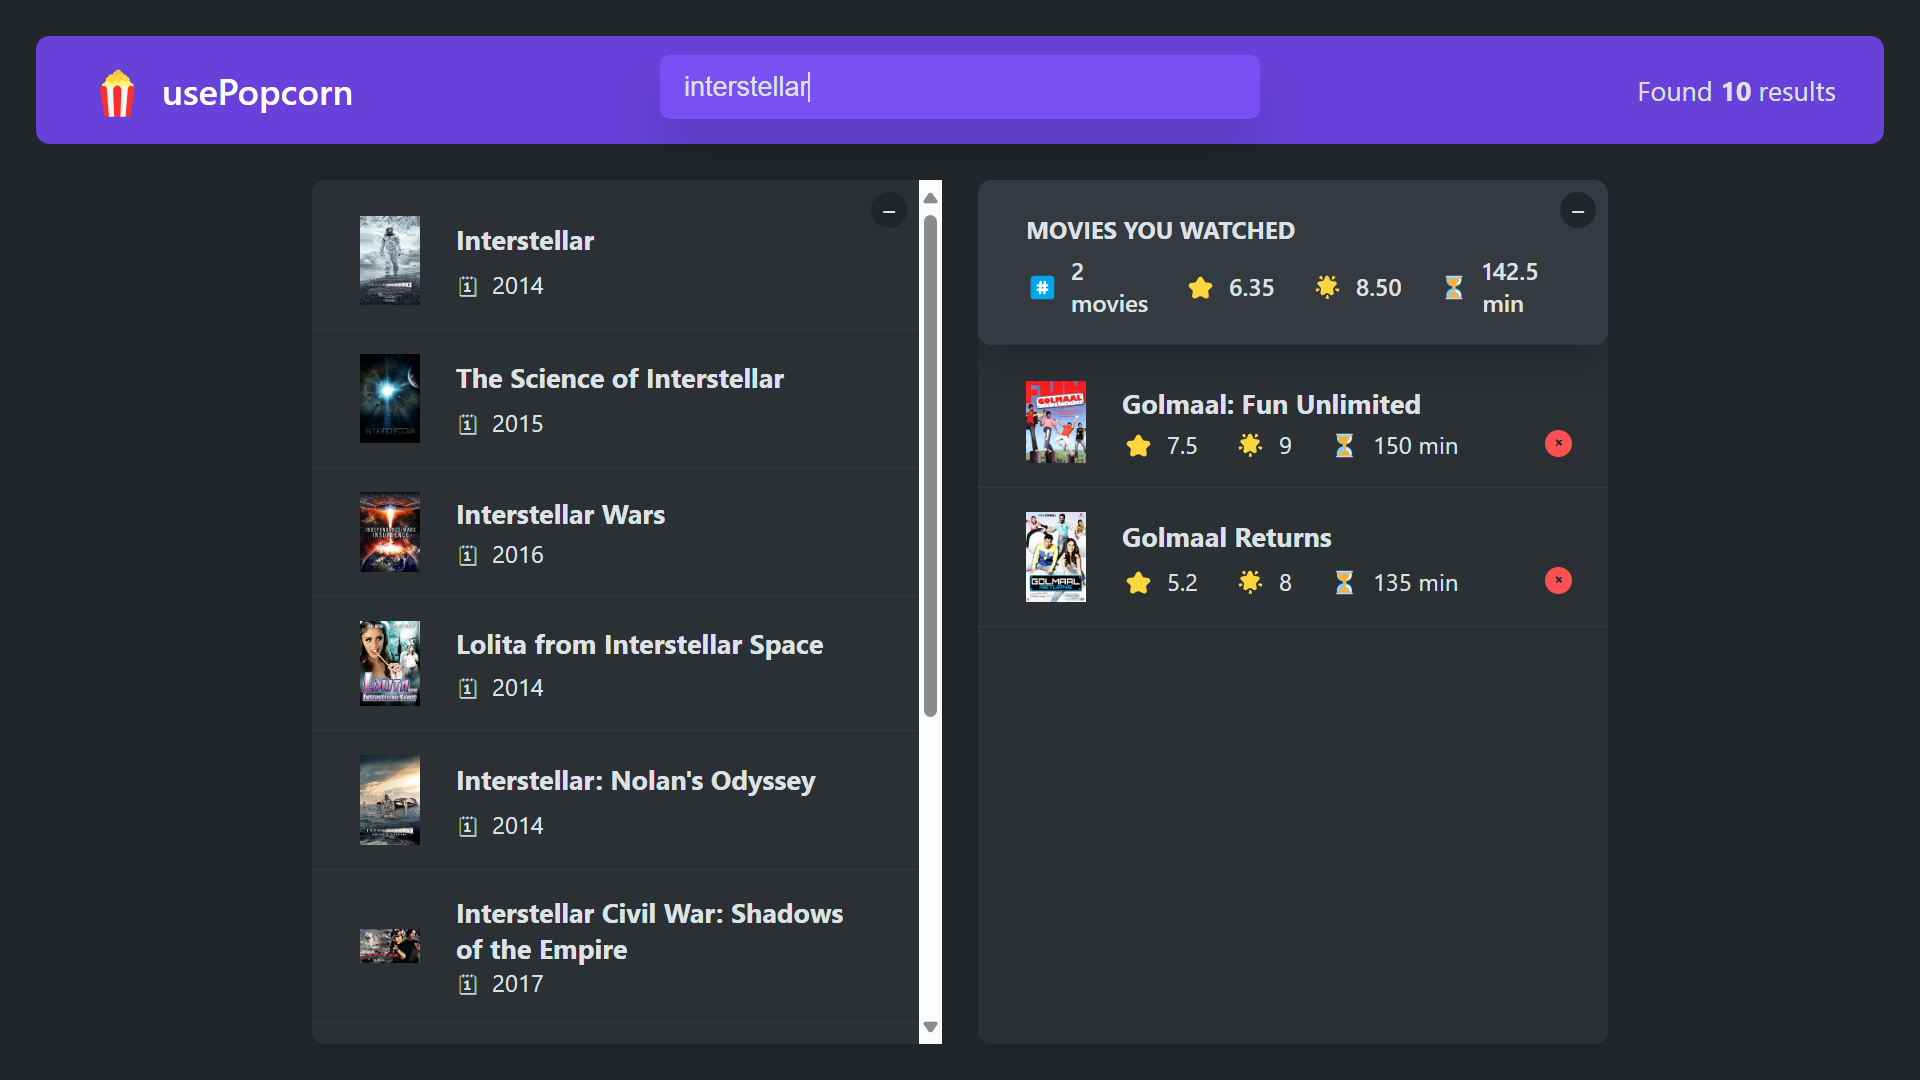 usePopcorn
interstellar
Found 10 results
Interstellar
2014
The Science of Interstellar
2015
Interstellar Wars
2016
Lolita from Interstellar Space
2014
Interstellar: Nolan's Odyssey
2014
Interstellar Civil War: Shadows
of the Empire
2017
MOVIES YOU WATCHED
2
movies
6.35
8.50
142.5
min
GOLMAAL
Golmaal: Fun Unlimited
7.5 9 150 min
GOLMAAL
RETURNS
Golmaal Returns
5.2 8 135 min